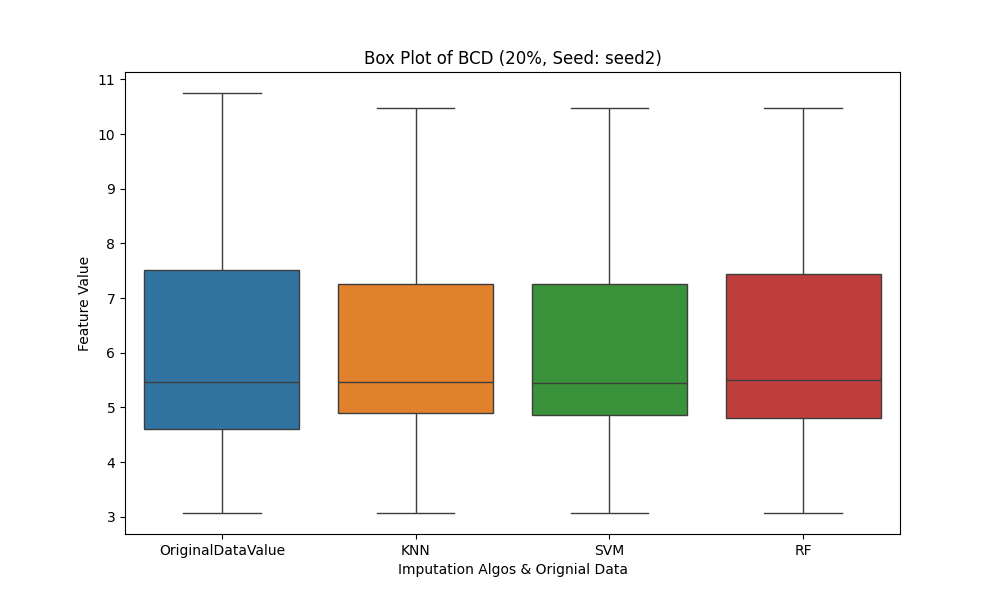 Box Plot of BCD (20%, Seed: seed2)
11
10
9
8
7
6
5
4
3
Feature Value
OriginalDataValue
KNN
SVM
RF
Imputation Algos & Orignial Data